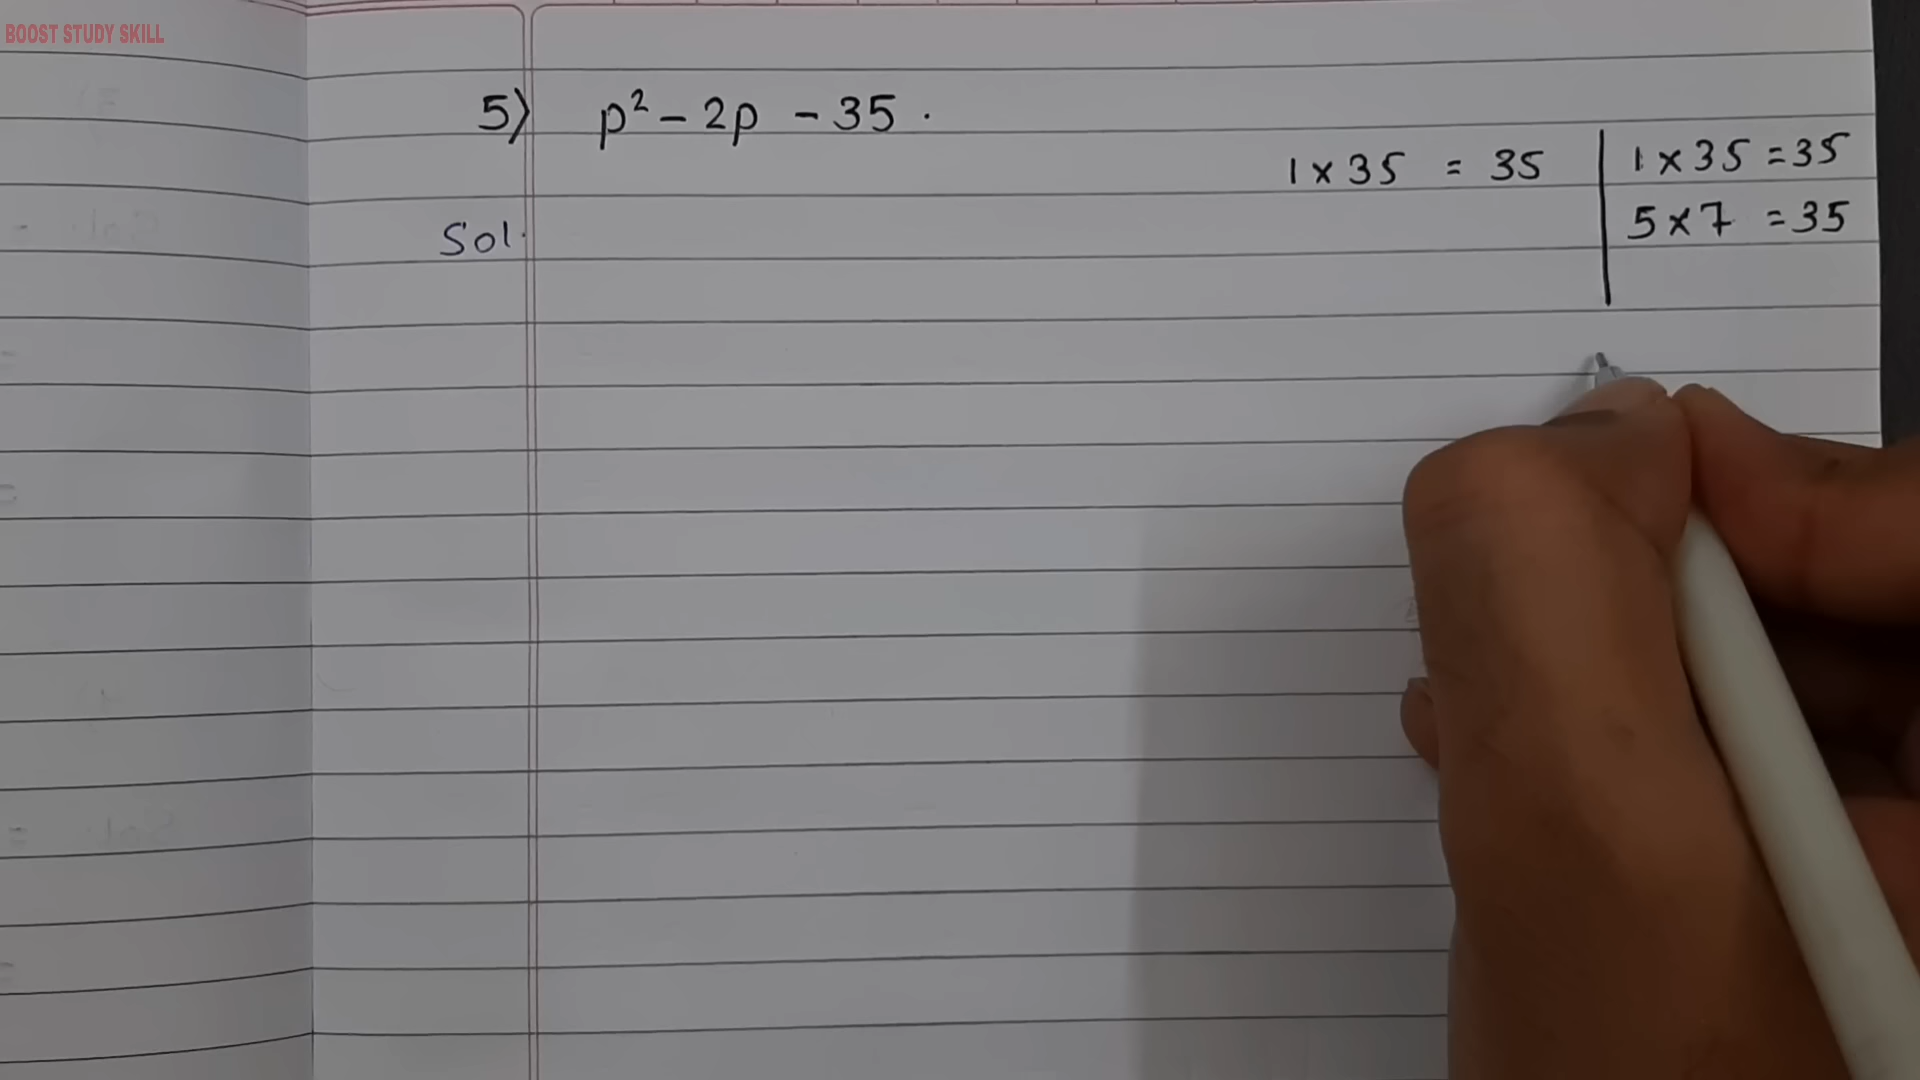 BOOST STUDY SKILL
5) p² - 2p - 35.
1 x 35 = 35
1 x 35 = 35
5 x 7 = 35
Sol.